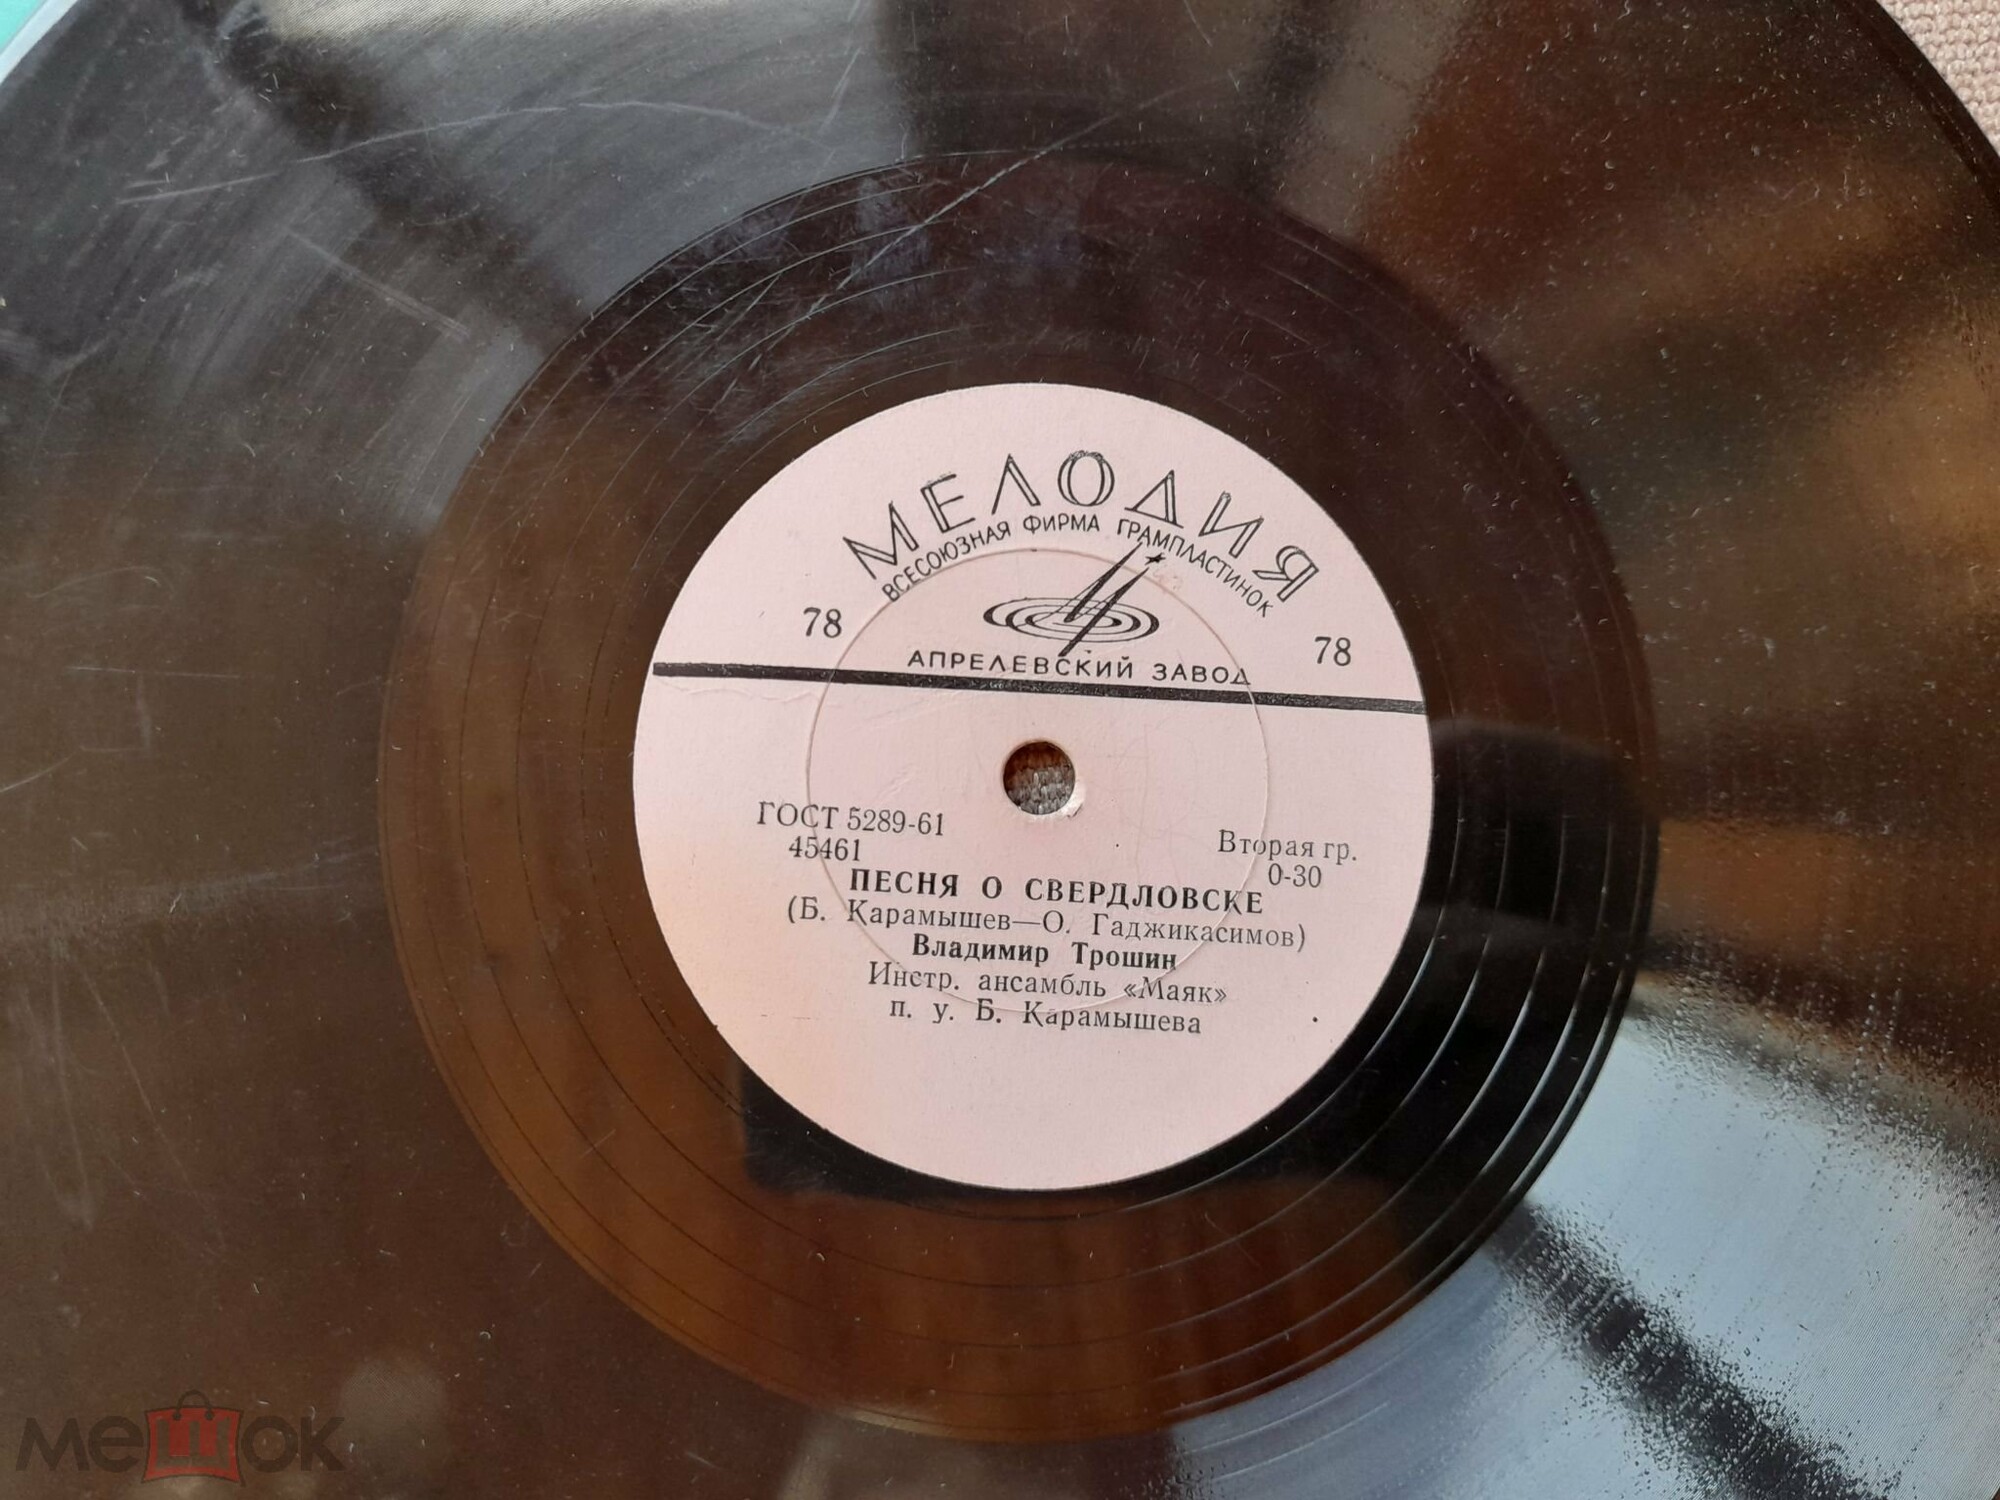 МЕЛОДИЯ
ВСЕСОЮЗНАЯ ФИРМА ГРАМПЛАСТИНОК
78 78
АПРЕЛЕВСКИЙ ЗАВОД
ГОСТ 5289-61
45461
Вторая гр.
0-30
ПЕСНЯ О СВЕРДЛОВСКЕ
(Б. Карамышев—О. Гаджикасимов)
Владимир Трошин
Инстр. ансамбль «Маяк»
п. у. Б. Карамышева
мешок